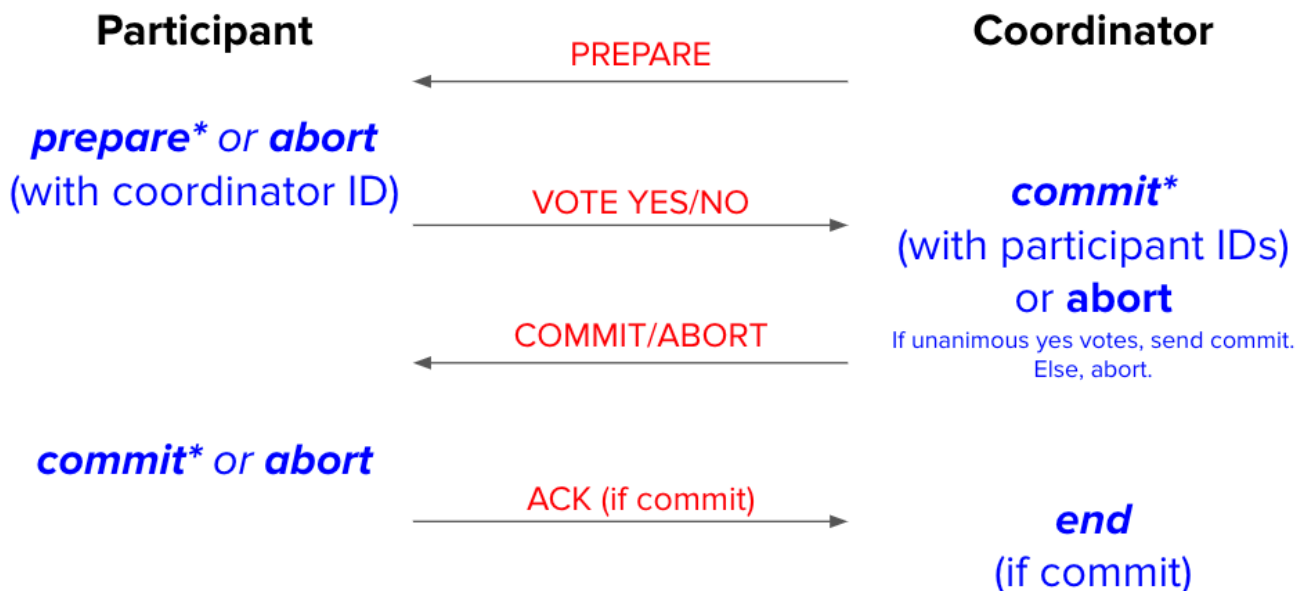 Participant
Coordinator
PREPARE
prepare* or abort
(with coordinator ID)
VOTE YES/NO
commit*
(with participant IDs)
or abort
If unanimous yes votes, send commit.
Else, abort.
COMMIT/ABORT
commit* or abort
ACK (if commit)
end
(if commit)